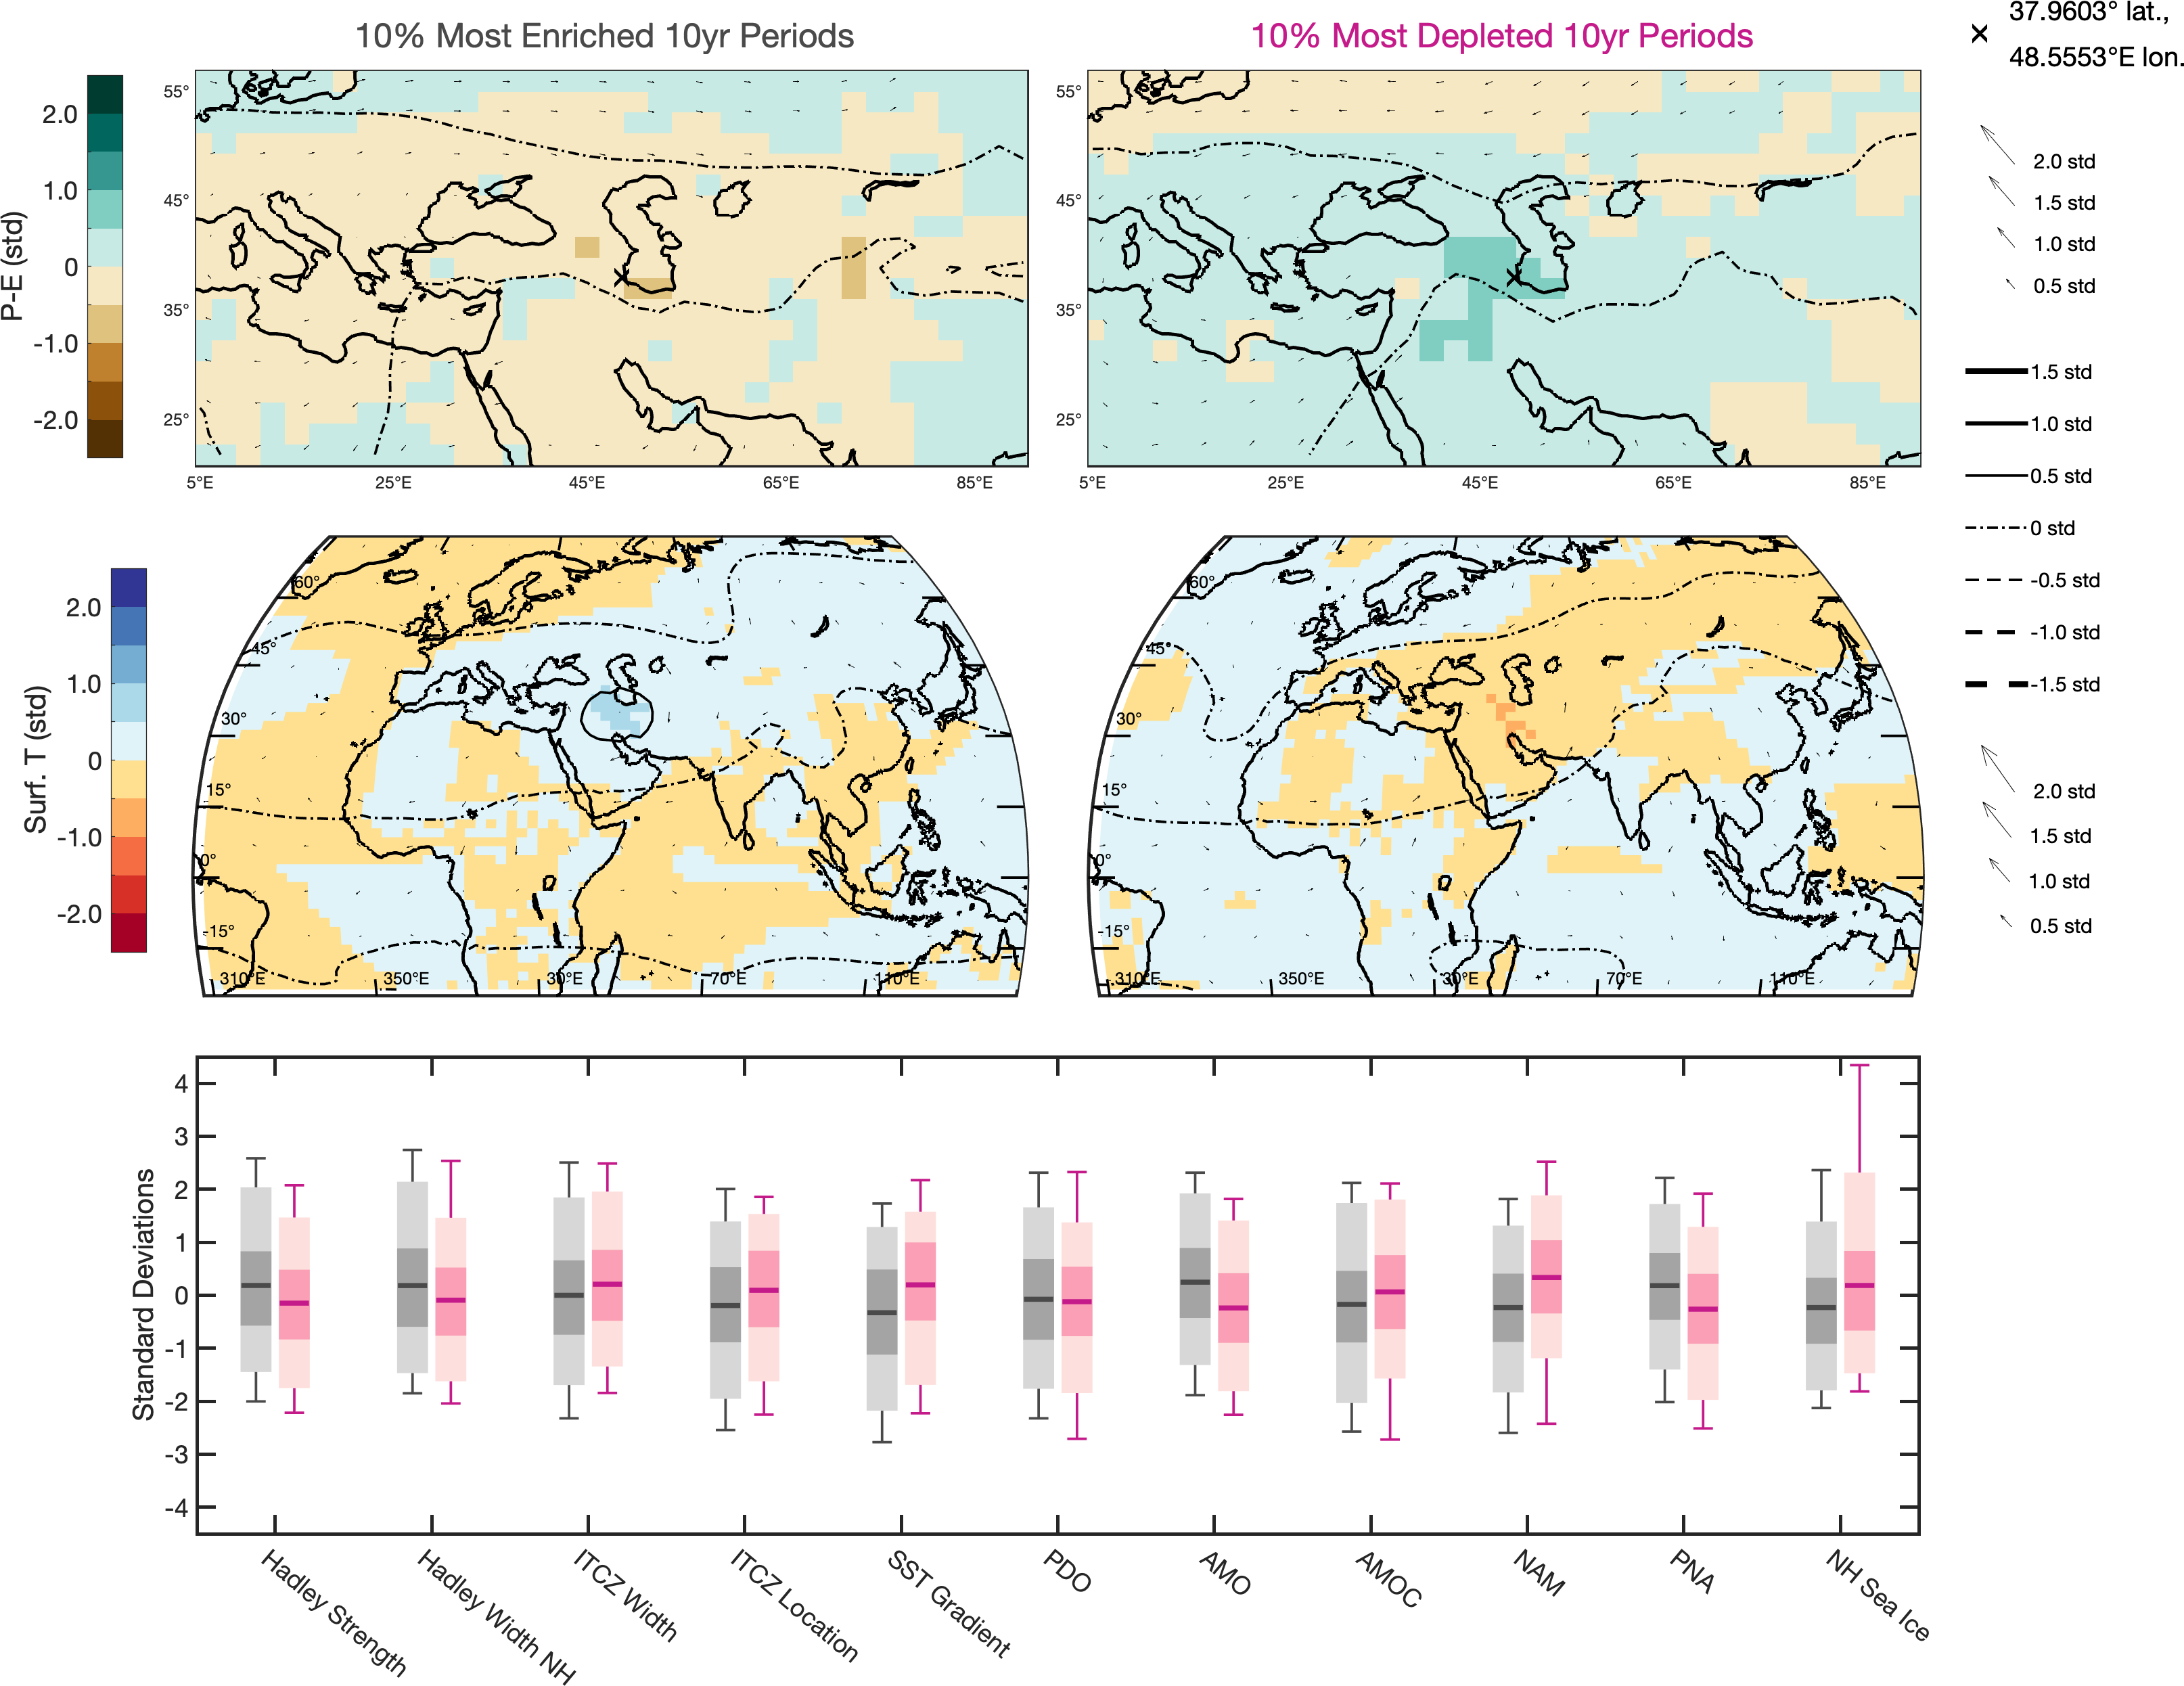 10% Most Enriched 10yr Periods
10% Most Depleted 10yr Periods
37.9603° lat.,
48.5553°E lon.
P-E (std)
2.0
1.0
0
-1.0
-2.0
55°
45°
35°
25°
5°E 25°E 45°E 65°E 85°E
55°
45°
35°
25°
5°E 25°E 45°E 65°E 85°E
2.0 std
1.5 std
1.0 std
0.5 std
1.5 std
1.0 std
0.5 std
0 std
-0.5 std
-1.0 std
-1.5 std
2.0 std
1.5 std
1.0 std
0.5 std
Surf. T (std)
2.0
1.0
0
-1.0
-2.0
60°
45°
30°
15°
0°
-15°
310°E 350°E 30°E 70°E 110°E
60°
45°
30°
15°
0°
-15°
310°E 350°E 30°E 70°E 110°E
Standard Deviations
4
3
2
1
0
-1
-2
-3
-4
Hadley Strength
Hadley Width NH
ITCZ Width
ITCZ Location
SST Gradient
PDO
AMO
AMOC
NAM
PNA
NH Sea Ice